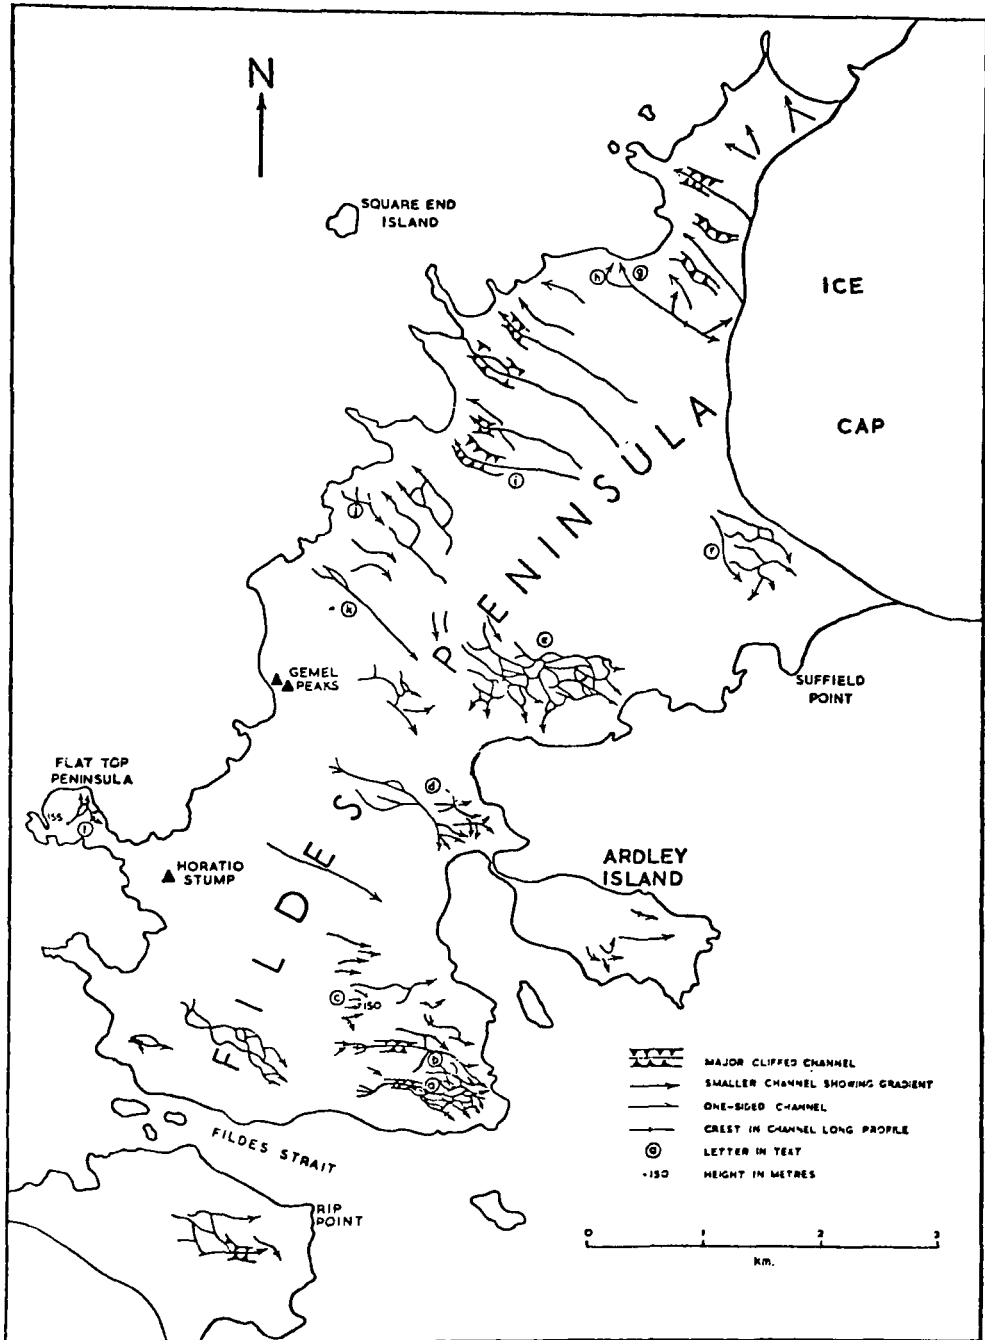 N
SQUARE END
ISLAND
ICE
CAP
h
g
i
j
k
f
e
d
GEMEL
PEAKS
SUFFIELD
POINT
FLAT TOP
PENINSULA
155
l
HORATIO
STUMP
ARDLEY
ISLAND
FILDES PENINSULA
c
•150
b
a
FILDES STRAIT
RIP
POINT
MAJOR CLIFFED CHANNEL
SMALLER CHANNEL SHOWING GRADIENT
ONE-SIDED CHANNEL
CREST IN CHANNEL LONG PROFILE
a LETTER IN TEXT
•150 HEIGHT IN METRES
0 1 2 3
Km.